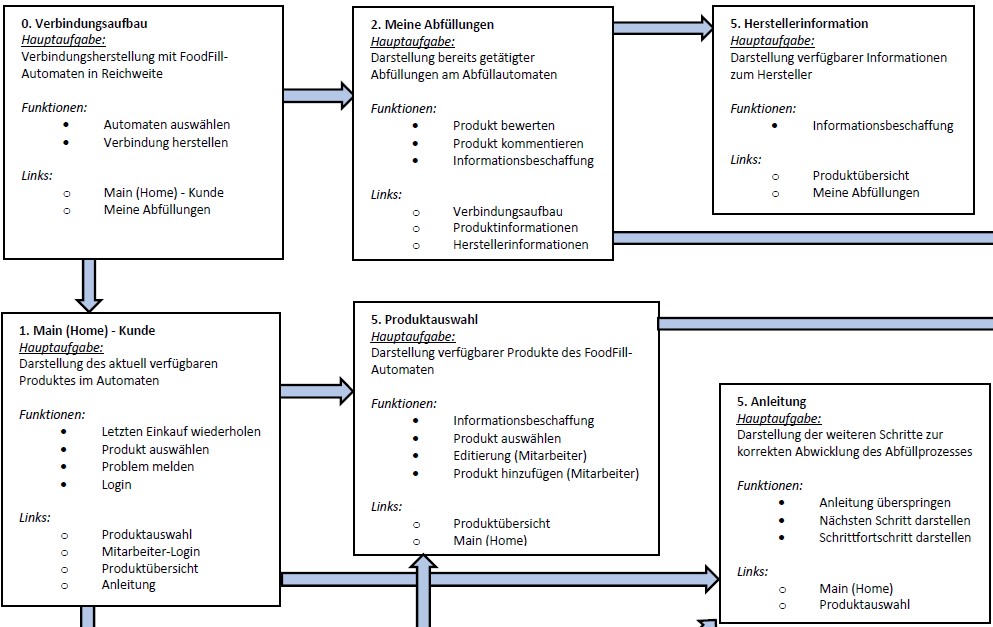 0. Verbindungsaufbau
Hauptaufgabe:
Verbindungsherstellung mit FoodFill-
Automaten in Reichweite
Funktionen:
• Automaten auswählen
• Verbindung herstellen
Links:
o Main (Home) - Kunde
o Meine Abfüllungen
2. Meine Abfüllungen
Hauptaufgabe:
Darstellung bereits getätigter
Abfüllungen am Abfüllautomaten
Funktionen:
• Produkt bewerten
• Produkt kommentieren
• Informationsbeschaffung
Links:
o Verbindungsaufbau
o Produktinformationen
o Herstellerinformationen
5. Herstellerinformation
Hauptaufgabe:
Darstellung verfügbarer Informationen
zum Hersteller
Funktionen:
• Informationsbeschaffung
Links:
o Produktübersicht
o Meine Abfüllungen
1. Main (Home) - Kunde
Hauptaufgabe:
Darstellung des aktuell verfügbaren
Produktes im Automaten
Funktionen:
• Letzten Einkauf wiederholen
• Produkt auswählen
• Problem melden
• Login
Links:
o Produktauswahl
o Mitarbeiter-Login
o Produktübersicht
o Anleitung
5. Produktauswahl
Hauptaufgabe:
Darstellung verfügbarer Produkte des FoodFill-
Automaten
Funktionen:
• Informationsbeschaffung
• Produkt auswählen
• Editierung (Mitarbeiter)
• Produkt hinzufügen (Mitarbeiter)
Links:
o Produktübersicht
o Main (Home)
5. Anleitung
Hauptaufgabe:
Darstellung der weiteren Schritte zur
korrekten Abwicklung des Abfüllprozesses
Funktionen:
• Anleitung überspringen
• Nächsten Schritt darstellen
• Schrittfortschritt darstellen
Links:
o Main (Home)
o Produktauswahl